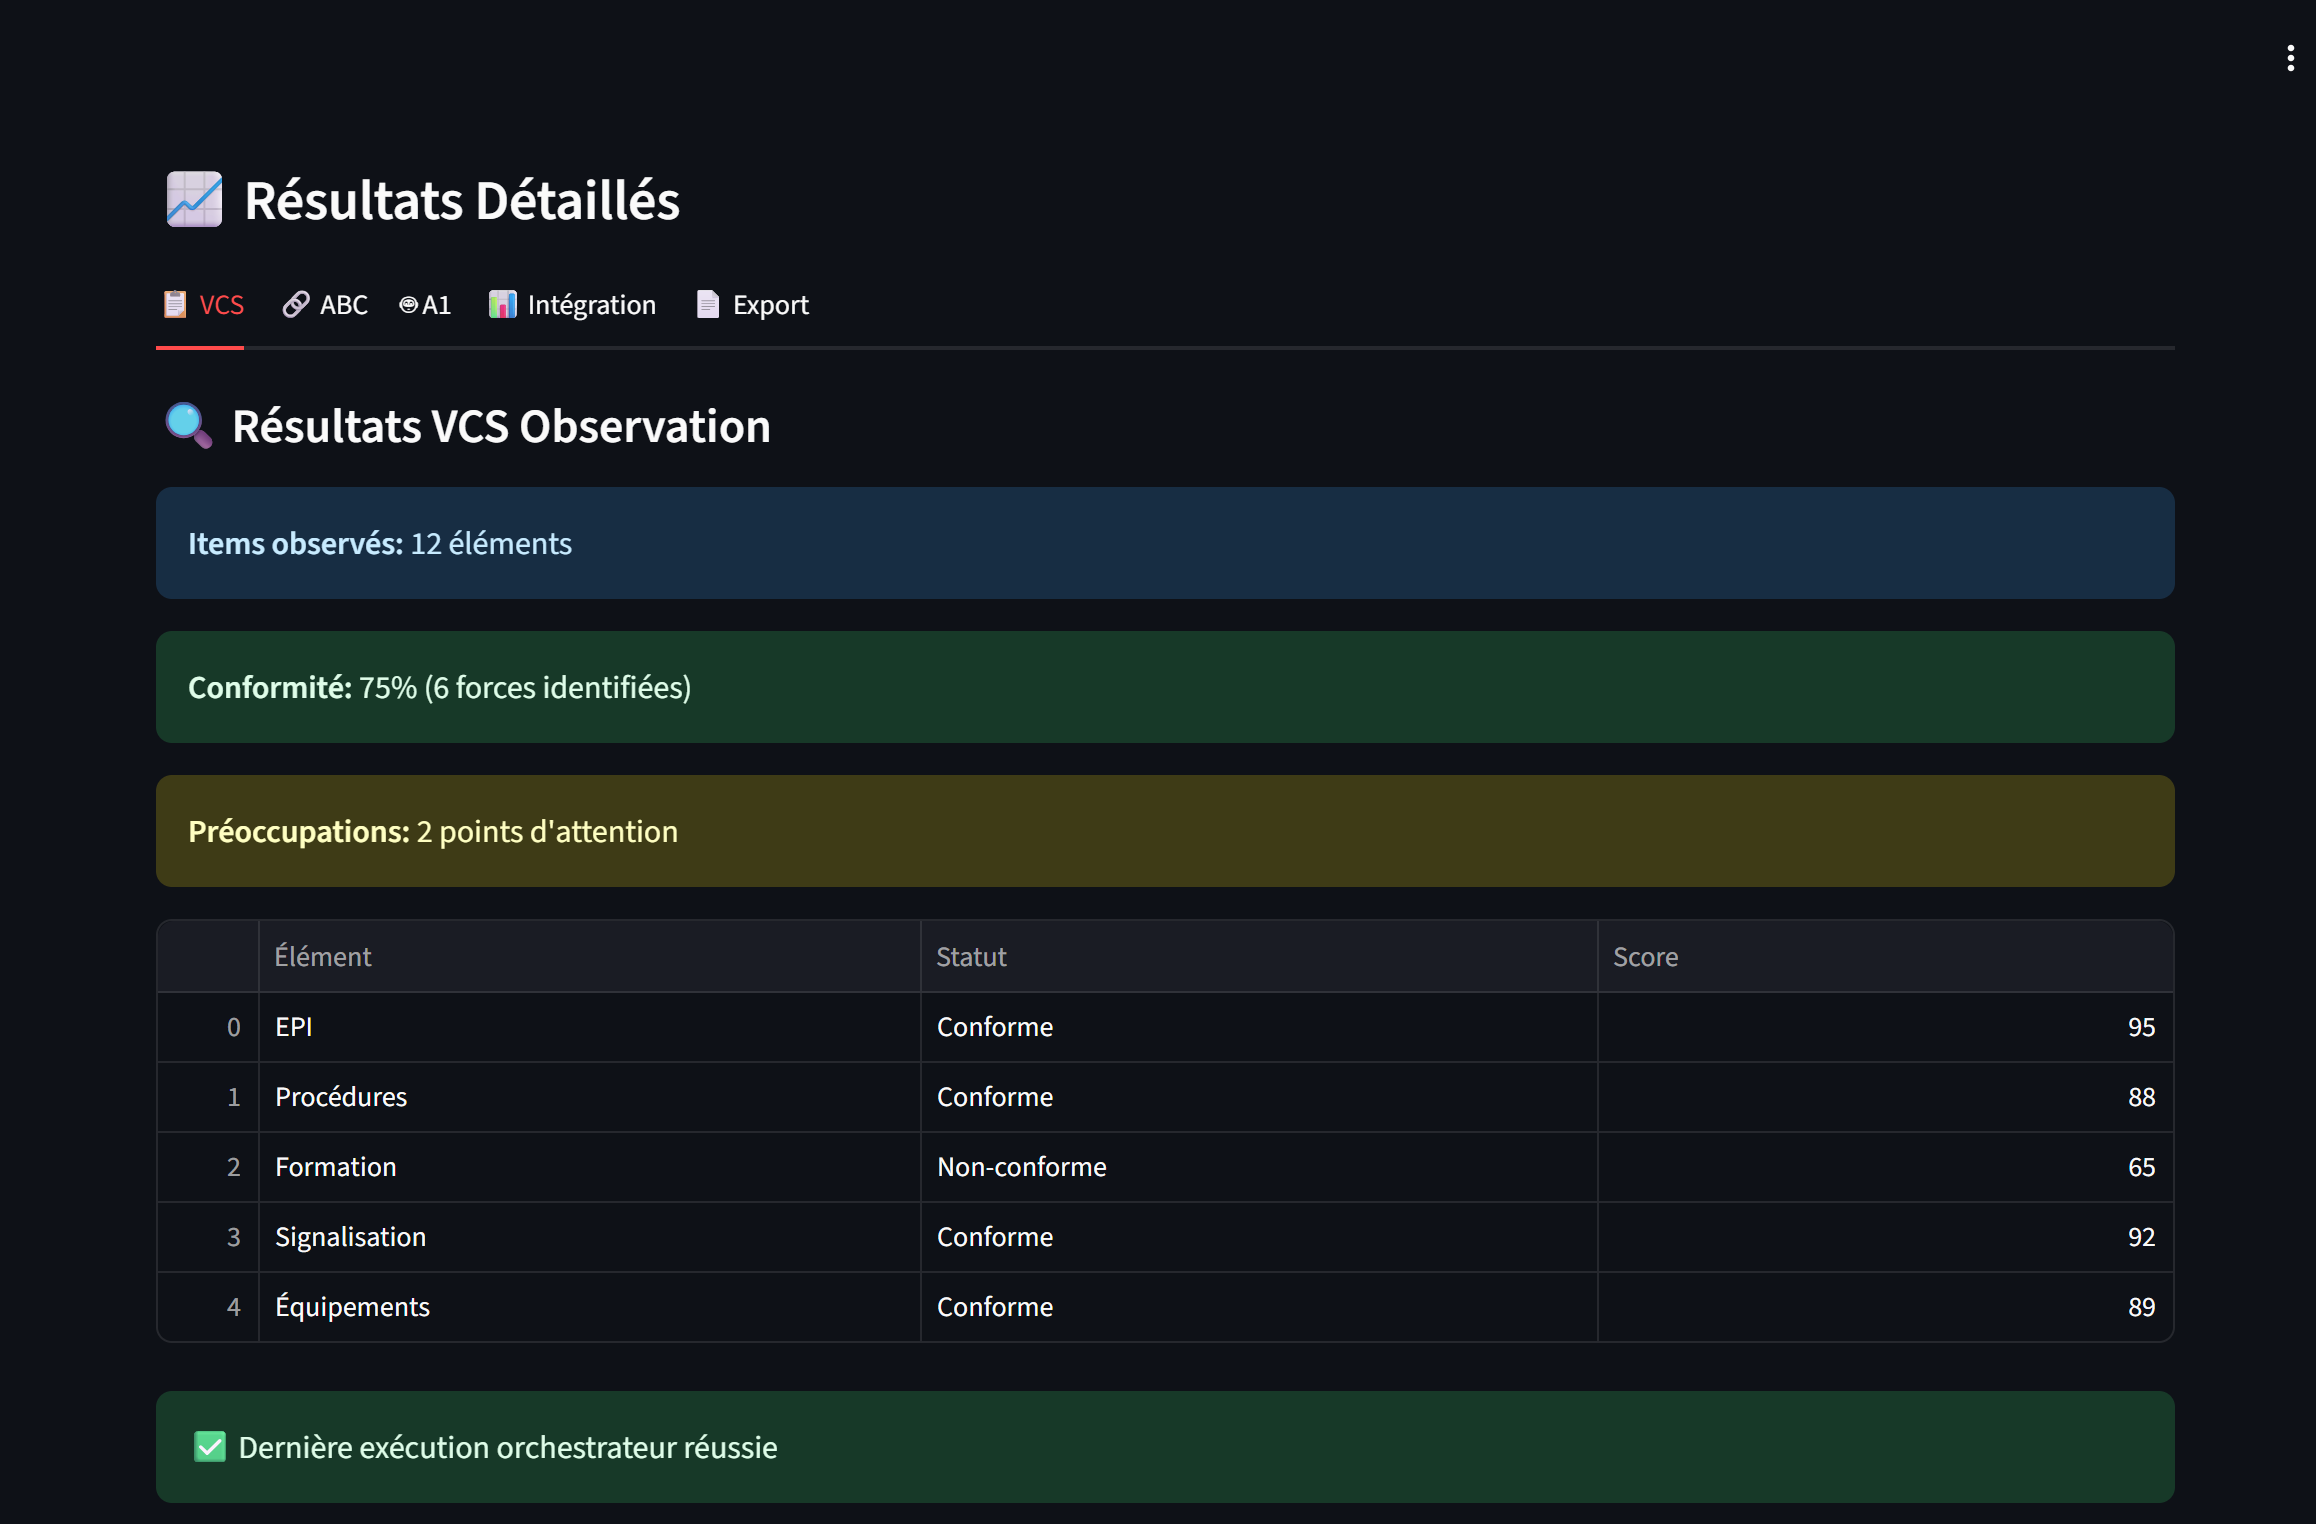 📈 Résultats Détaillés
📋 VCS 🔗 ABC A1 📊 Intégration 📄 Export
🔍 Résultats VCS Observation
Items observés: 12 éléments
Conformité: 75% (6 forces identifiées)
Préoccupations: 2 points d'attention
Élément Statut Score
0 EPI Conforme 95
1 Procédures Conforme 88
2 Formation Non-conforme 65
3 Signalisation Conforme 92
4 Équipements Conforme 89
✅ Dernière exécution orchestrateur réussie